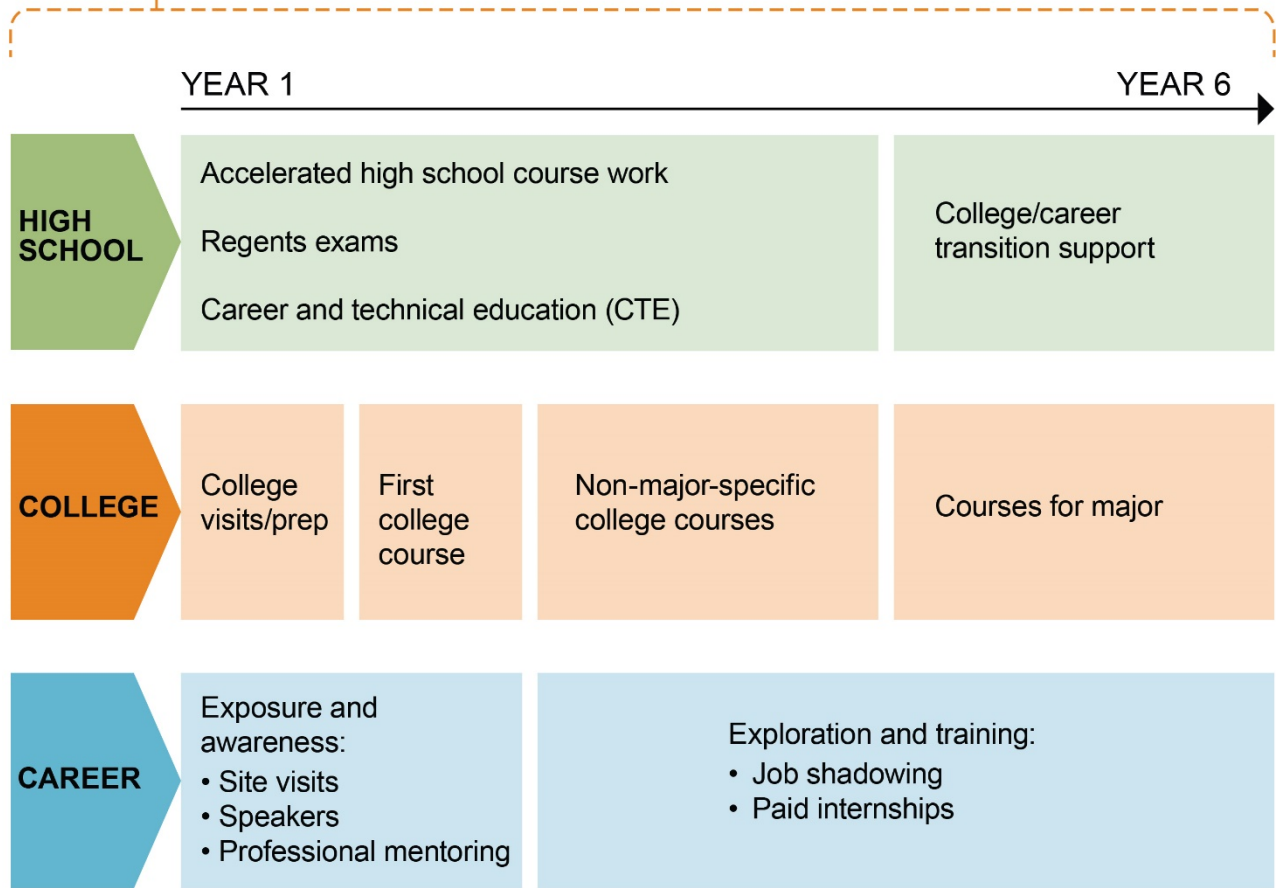 YEAR 1
YEAR 6
HIGH
SCHOOL
Accelerated high school course work
Regents exams
Career and technical education (CTE)
College/career
transition support
COLLEGE
College
visits/prep
First
college
course
Non-major-specific
college courses
Courses for major
CAREER
Exposure and
awareness:
• Site visits
• Speakers
• Professional mentoring
Exploration and training:
• Job shadowing
• Paid internships